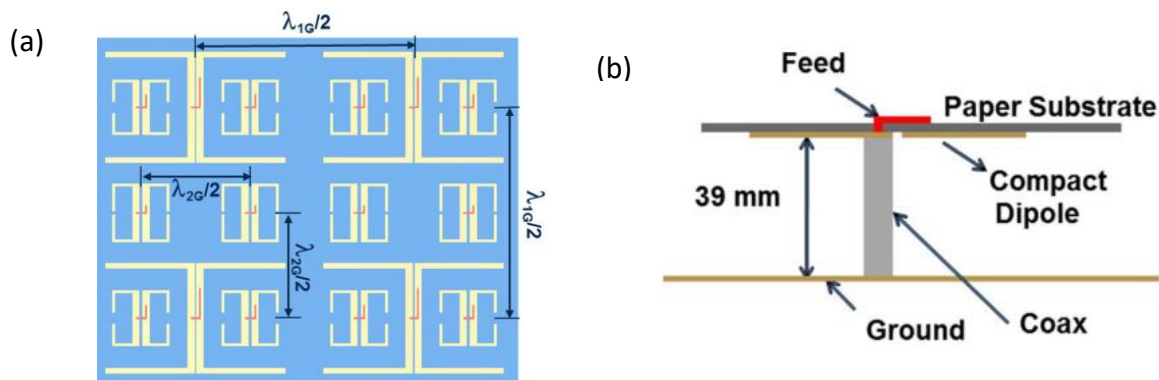 (a)
λ1G/2
λ2G/2
λ2G/2
λ1G/2
(b)
Feed
Paper Substrate
39 mm
Compact
Dipole
Ground
Coax